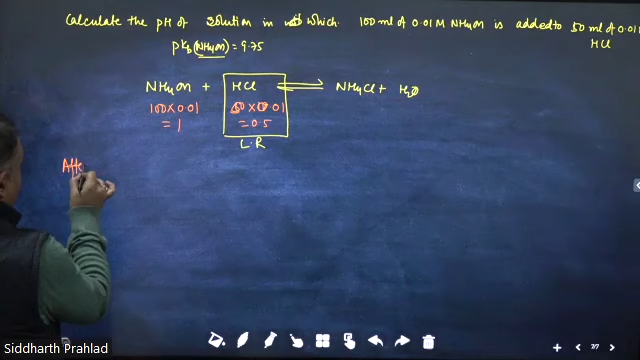 Calculate the pH of solution in which 100 ml of 0.01 M NH4OH is added to 50 ml of 0.01
HCl
pKb (NH4OH) = 9.75
NH4OH + HCl ⇌ NH4Cl + H2O
100 × 0.01 50 × 0.01
= 1 = 0.5
L.R
Afte
Siddharth Prahlad